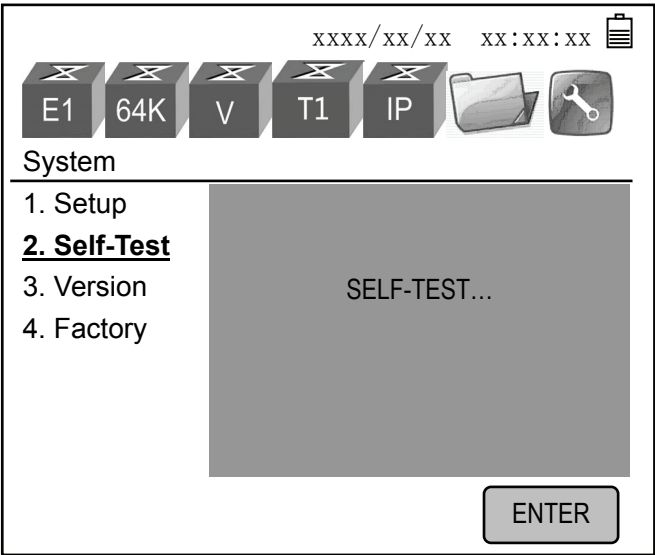 xxxx/xx/xx xx:xx:xx
E1 64K V T1 IP
System
1. Setup
2. Self-Test
3. Version
4. Factory
SELF-TEST...
ENTER